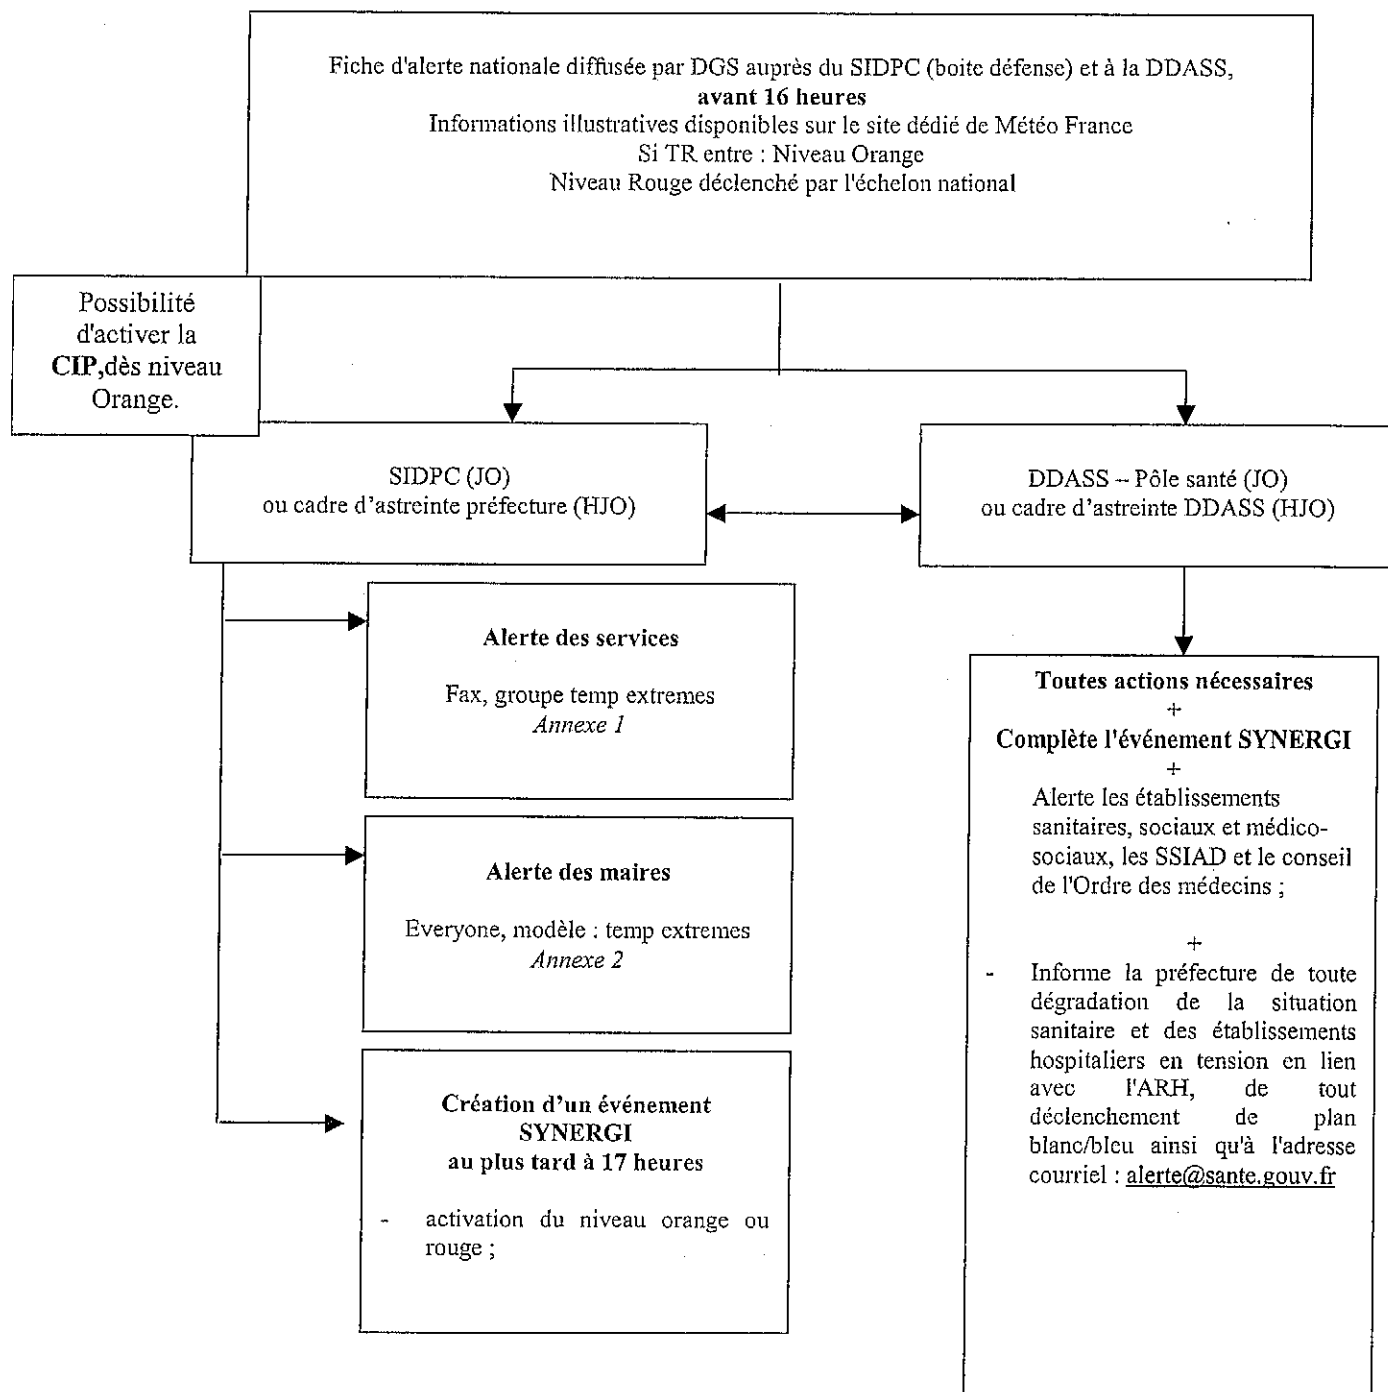 Fiche d'alerte nationale diffusée par DGS auprès du SIDPC (boite défense) et à la DDASS,
avant 16 heures
Informations illustratives disponibles sur le site dédié de Météo France
Si TR entre : Niveau Orange
Niveau Rouge déclenché par l'échelon national
Possibilité
d'activer la
CIP,dès niveau
Orange.
SIDPC (JO)
ou cadre d'astreinte préfecture (HJO)
DDASS – Pôle santé (JO)
ou cadre d'astreinte DDASS (HJO)
Alerte des services
Fax, groupe temp extremes
Annexe 1
Alerte des maires
Everyone, modèle : temp extremes
Annexe 2
Création d'un événement
SYNERGI
au plus tard à 17 heures
- activation du niveau orange ou
rouge ;
Toutes actions nécessaires
+
Complète l'événement SYNERGI
+
Alerte les établissements
sanitaires, sociaux et médico-
sociaux, les SSIAD et le conseil
de l'Ordre des médecins ;
+
- Informe la préfecture de toute
dégradation de la situation
sanitaire et des établissements
hospitaliers en tension en lien
avec l'ARH, de tout
déclenchement de plan
blanc/bleu ainsi qu'à l'adresse
courriel : alerte@sante.gouv.fr